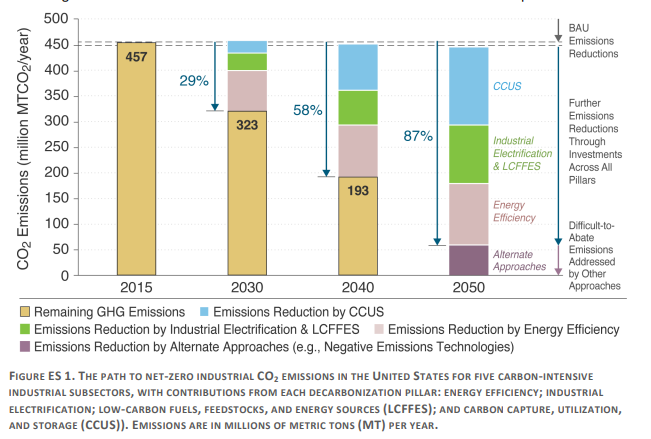 500
450
400
350
300
250
200
150
100
50
0
CO2 Emissions (million MTCO2/year)
457
29%
323
58%
193
87%
CCUS
Industrial
Electrification
& LCFFES
Energy
Efficiency
Alternate
Approaches
BAU
Emissions
Reductions
Further
Emissions
Reductions
Through
Investments
Across All
Pillars
Difficult-to-
Abate
Emissions
Addressed
by Other
Approaches
2015
2030
2040
2050
Remaining GHG Emissions
Emissions Reduction by CCUS
Emissions Reduction by Industrial Electrification & LCFFES
Emissions Reduction by Energy Efficiency
Emissions Reduction by Alternate Approaches (e.g., Negative Emissions Technologies)
FIGURE ES 1. THE PATH TO NET-ZERO INDUSTRIAL CO2 EMISSIONS IN THE UNITED STATES FOR FIVE CARBON-INTENSIVE
INDUSTRIAL SUBSECTORS, WITH CONTRIBUTIONS FROM EACH DECARBONIZATION PILLAR: ENERGY EFFICIENCY; INDUSTRIAL
ELECTRIFICATION; LOW-CARBON FUELS, FEEDSTOCKS, AND ENERGY SOURCES (LCFFES); AND CARBON CAPTURE, UTILIZATION,
AND STORAGE (CCUS)). EMISSIONS ARE IN MILLIONS OF METRIC TONS (MT) PER YEAR.